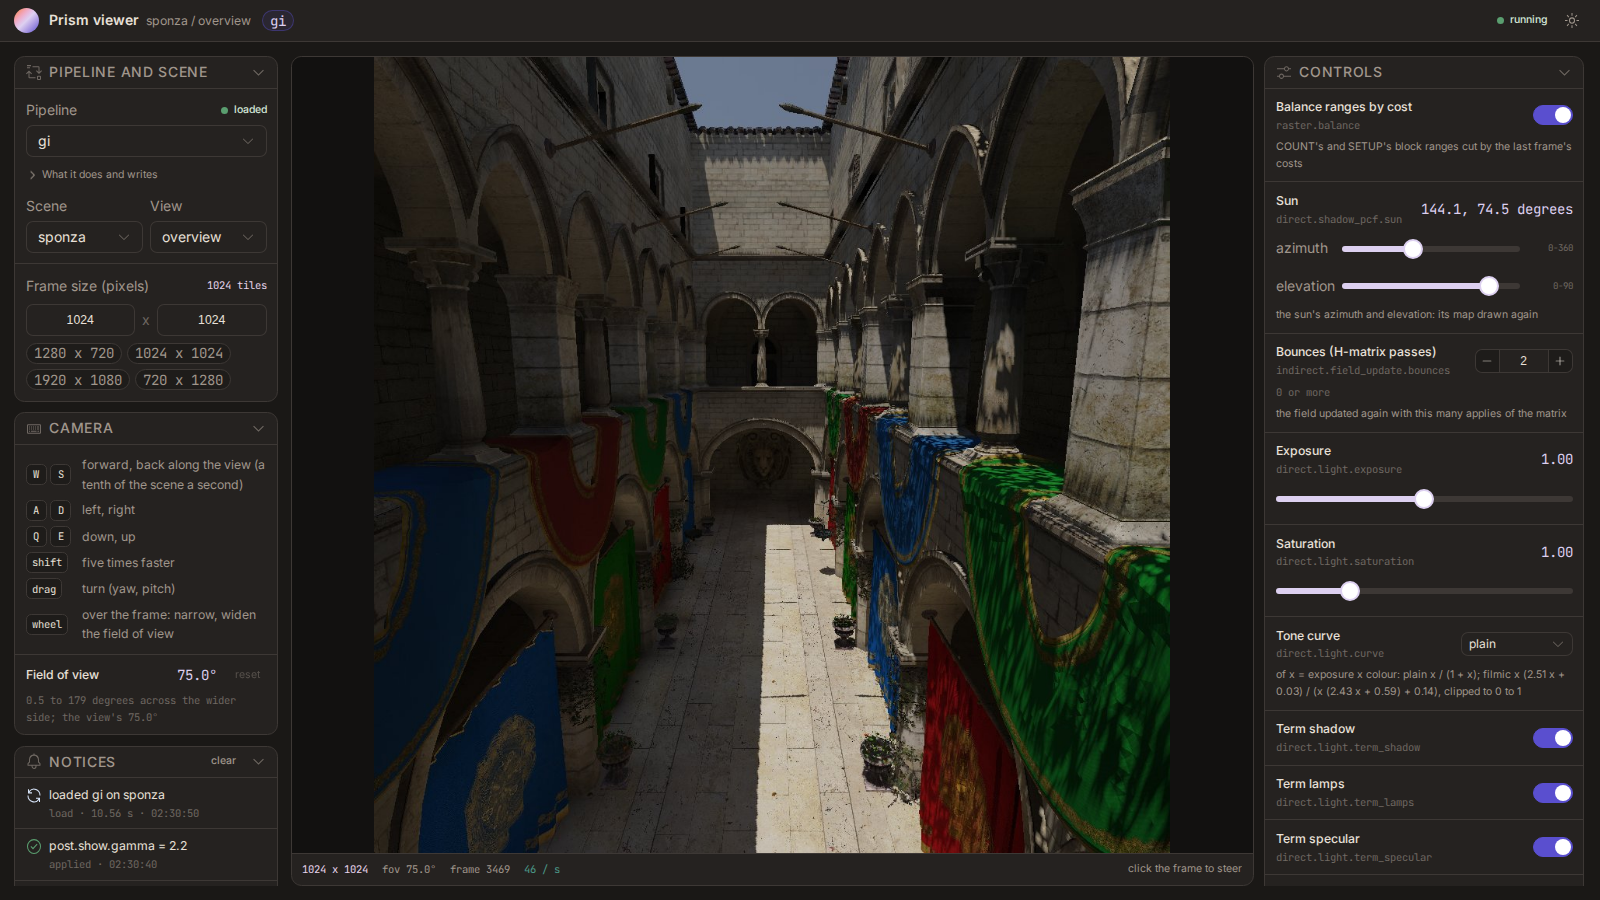 Prism viewer sponza / overview gi
running
PIPELINE AND SCENE
Pipeline
loaded
gi
What it does and writes
Scene View
sponza overview
Frame size (pixels) 1024 tiles
1024 x 1024
1280 x 720 1024 x 1024
1920 x 1080 720 x 1280
CAMERA
W S forward, back along the view (a
tenth of the scene a second)
A D left, right
Q E down, up
shift five times faster
drag turn (yaw, pitch)
wheel over the frame: narrow, widen
the field of view
Field of view 75.0° reset
0.5 to 179 degrees across the wider
side; the view's 75.0°
NOTICES clear
loaded gi on sponza
load · 10.56 s · 02:30:50
post.show.gamma = 2.2
applied · 02:30:40
1024 x 1024 fov 75.0° frame 3469 46 / s
click the frame to steer
CONTROLS
Balance ranges by cost
raster.balance
COUNT's and SETUP's block ranges cut by the last frame's
costs
Sun
direct.shadow_pcf.sun
144.1, 74.5 degrees
azimuth 0-360
elevation 0-90
the sun's azimuth and elevation: its map drawn again
Bounces (H-matrix passes)
indirect.field_update.bounces
− 2 +
0 or more
the field updated again with this many applies of the matrix
Exposure
direct.light.exposure
1.00
Saturation
direct.light.saturation
1.00
Tone curve
direct.light.curve
plain
of x = exposure x colour: plain x / (1 + x); filmic x (2.51 x +
0.03) / (x (2.43 x + 0.59) + 0.14), clipped to 0 to 1
Term shadow
direct.light.term_shadow
Term lamps
direct.light.term_lamps
Term specular
direct.light.term_specular